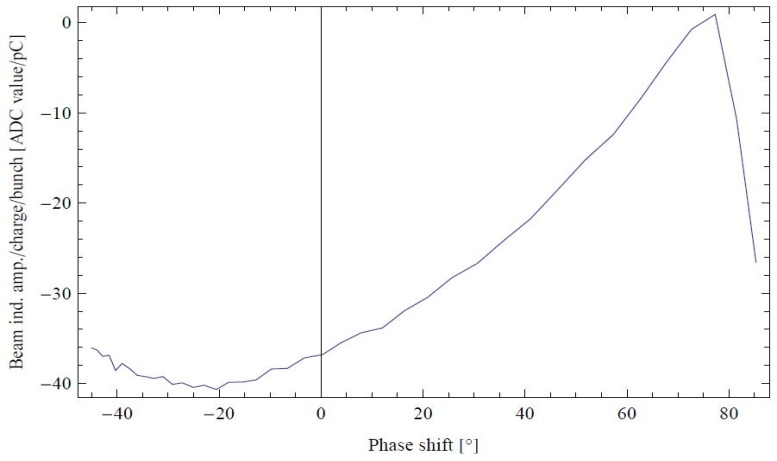 Beam ind. amp./charge/bunch [ADC value/pC]
0
−10
−20
−30
−40
−40 −20 0 20 40 60 80
Phase shift [°]